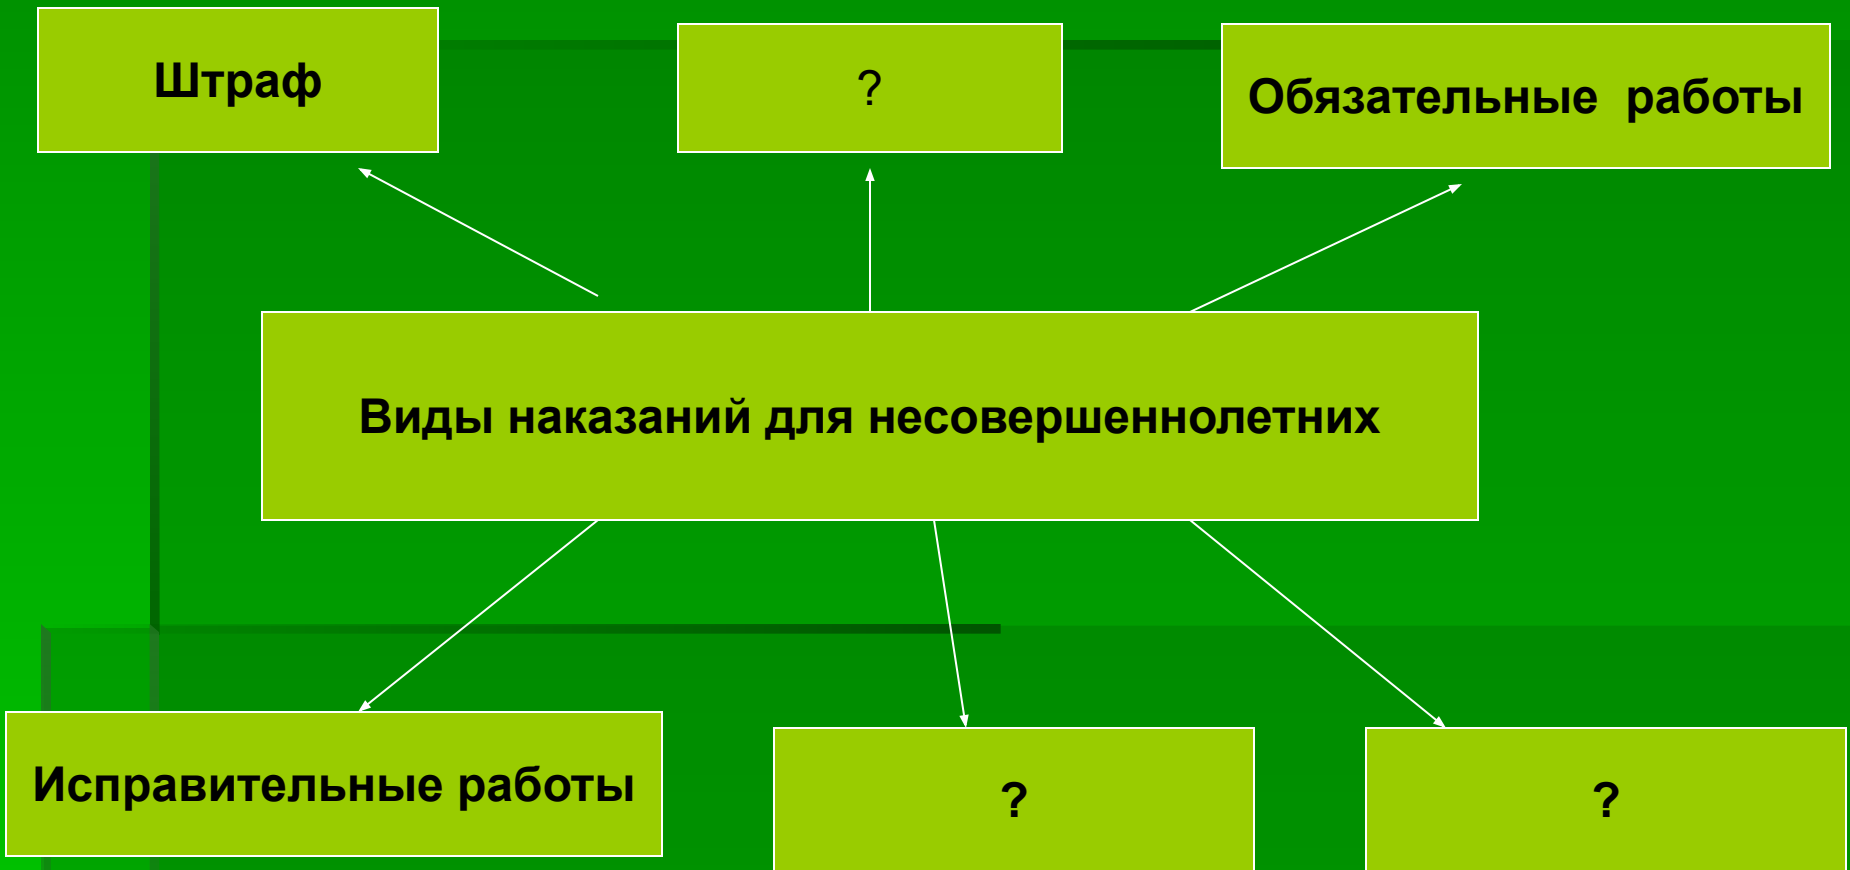 Штраф
?
Обязательные работы
Виды наказаний для несовершеннолетних
Исправительные работы
?
?